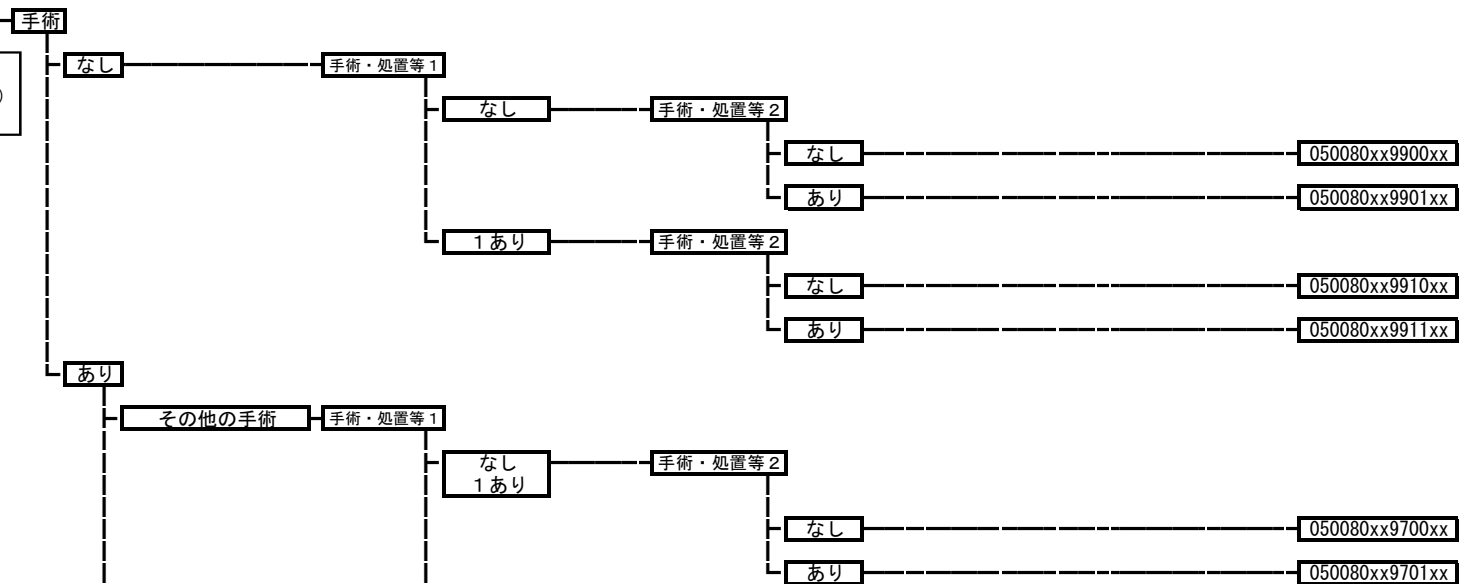 手術
なし
手術・処置等1
)
なし
手術・処置等2
なし
050080xx9900xx
あり
050080xx9901xx
1あり
手術・処置等2
なし
050080xx9910xx
あり
050080xx9911xx
あり
その他の手術
手術・処置等1
なし
1あり
手術・処置等2
なし
050080xx9700xx
あり
050080xx9701xx